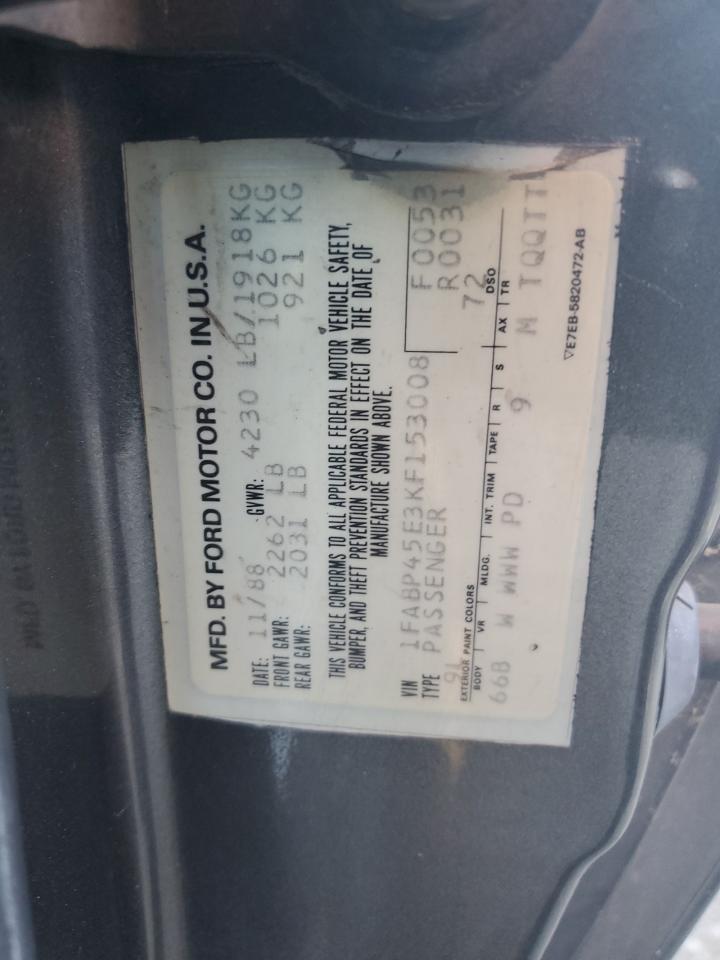 MFD. BY FORD MOTOR CO. IN U.S.A.
DATE: 11/88 GVWR: 4230 LB/1918KG
FRONT GAWR: 2262 LB 1026 KG
REAR GAWR: 2031 LB 921 KG
THIS VEHICLE CONFORMS TO ALL APPLICABLE FEDERAL MOTOR VEHICLE SAFETY,
BUMPER, AND THEFT PREVENTION STANDARDS IN EFFECT ON THE DATE OF
MANUFACTURE SHOWN ABOVE.
VIN 1FABP45E3KF153008 F0053
TYPE PASSENGER R0031
9L 72
EXTERIOR PAINT COLORS DSO
BODY VR MLDG. INT. TRIM TAPE R S AX TR
66B W WWW PD 9 M TQQTT
▽E7EB-5820472-AB